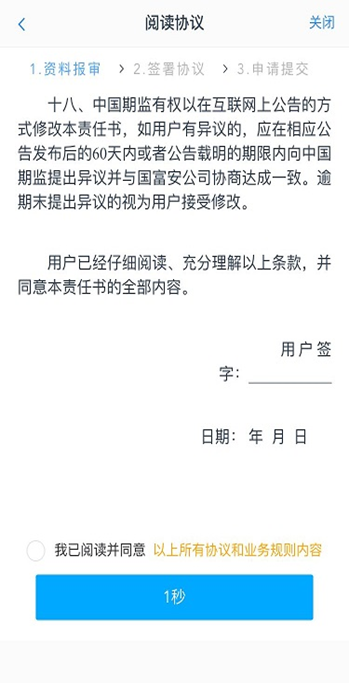 阅读协议 关闭
1.资料报审 2.签署协议 3.申请提交
十八、中国期监有权以在互联网上公告的方
式修改本责任书，如用户有异议的，应在相应公
告发布后的60天内或者公告载明的期限内向中国
期监提出异议并与国富安公司协商达成一致。逾
期末提出异议的视为用户接受修改。
用户已经仔细阅读、充分理解以上条款，并
同意本责任书的全部内容。
用户签
字：
日期： 年 月 日
我已阅读并同意 以上所有协议和业务规则内容
1秒